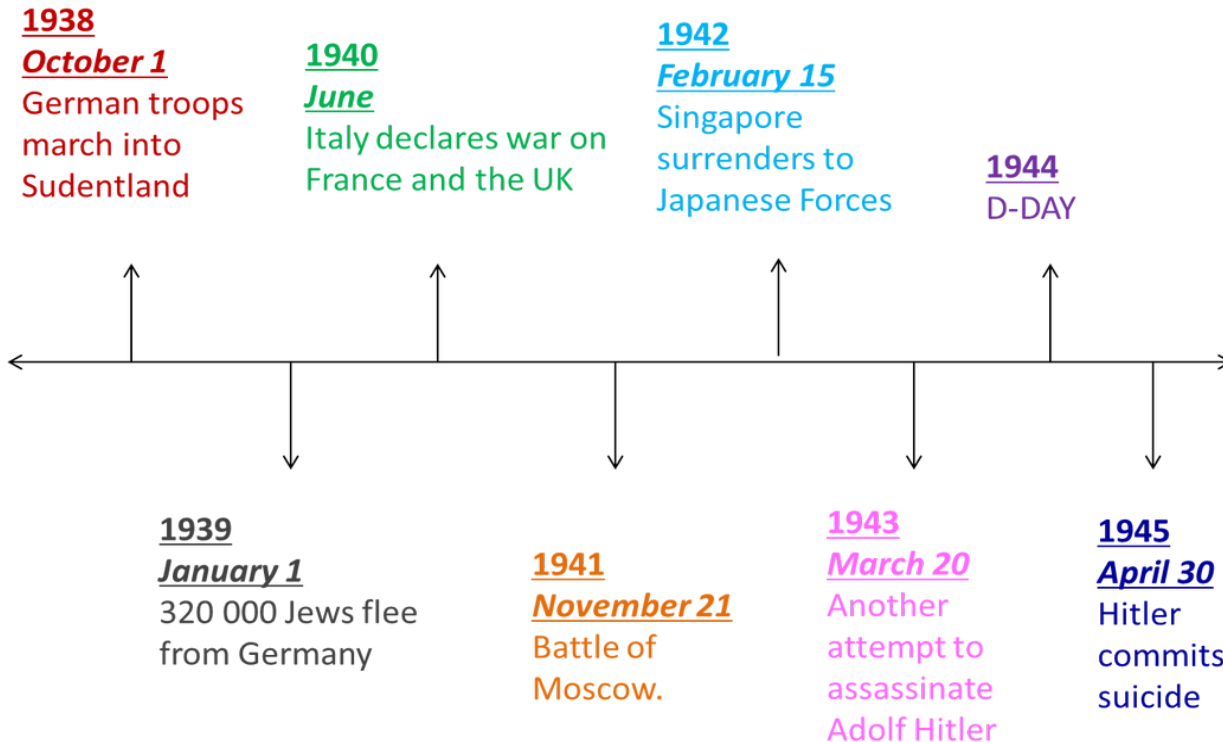 1938
October 1
German troops
march into
Sudentland
1940
June
Italy declares war on
France and the UK
1942
February 15
Singapore
surrenders to
Japanese Forces
1944
D-DAY
1939
January 1
320 000 Jews flee
from Germany
1941
November 21
Battle of
Moscow.
1943
March 20
Another
attempt to
assassinate
Adolf Hitler
1945
April 30
Hitler
commits
suicide